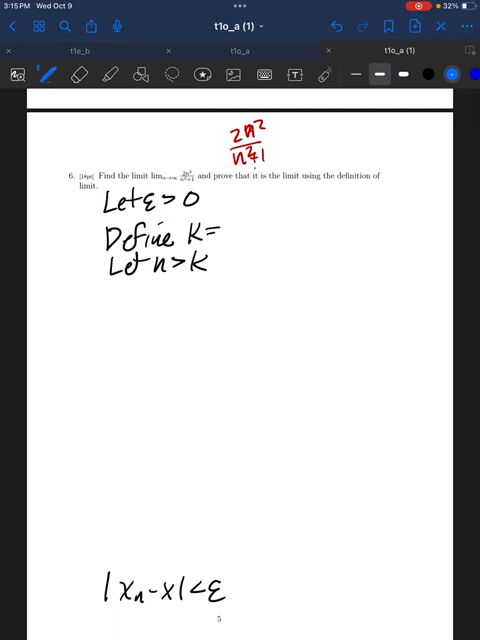 3:15 PM Wed Oct 9
32%
t1o_a (1)
t1e_b
t1o_a
t1o_a (1)
2n²
n²+1
6. [18pt] Find the limit lim_{n→∞} 2n²/(n²+1) and prove that it is the limit using the definition of
limit.
Let ε > 0
Define K =
Let n > K
|xₙ - x| < ε
5